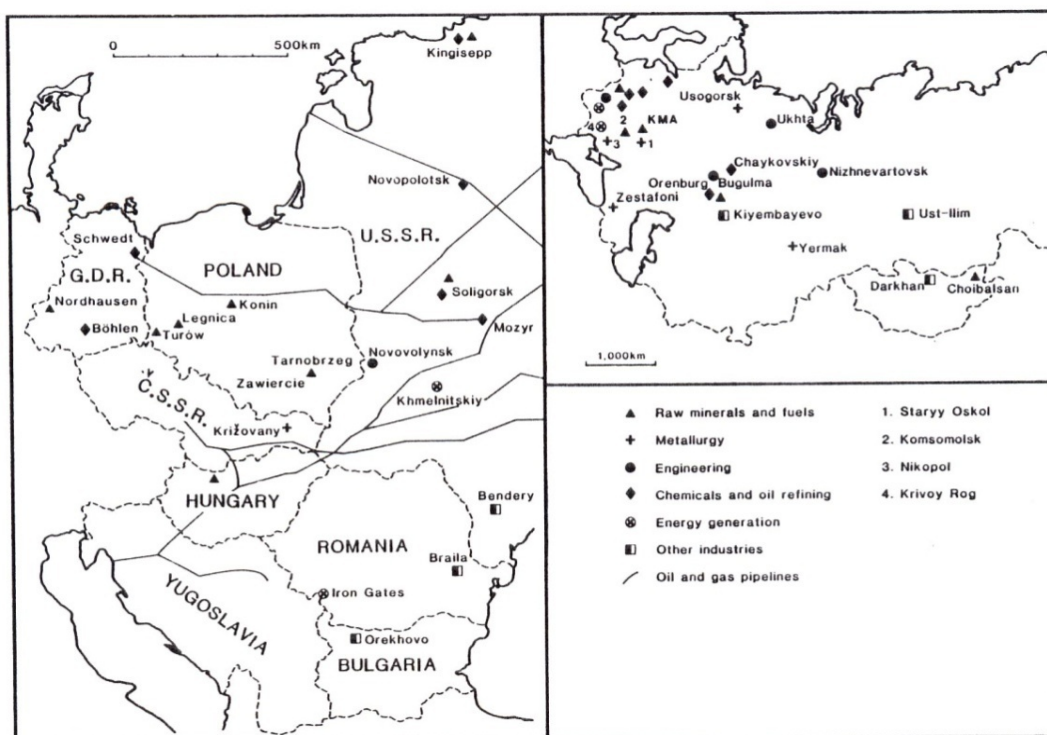 0 500km
Kingisepp
Novopolotsk
U.S.S.R.
Schwedt
G.D.R.
POLAND
Soligorsk
Nordhausen
Konin
Legnica
Böhlen
Turów
Mozyr
Tarnobrzeg
Novovolynsk
Zawiercie
Khmelnitskiy
Č.S.S.R.
Križovany
HUNGARY
Bendery
ROMANIA
Braila
Iron Gates
YUGOSLAVIA
Orekhovo
BULGARIA
Usogorsk
2 KMA
Ukhta
4
3 1
Chaykovskiy
Nizhnevartovsk
Orenburg Bugulma
Zestafoni
Kiyembayevo
Ust-Ilim
Yermak
Darkhan
Choibalsan
1,000km
Raw minerals and fuels
Metallurgy
Engineering
Chemicals and oil refining
Energy generation
Other industries
Oil and gas pipelines
1. Staryy Oskol
2. Komsomolsk
3. Nikopol
4. Krivoy Rog